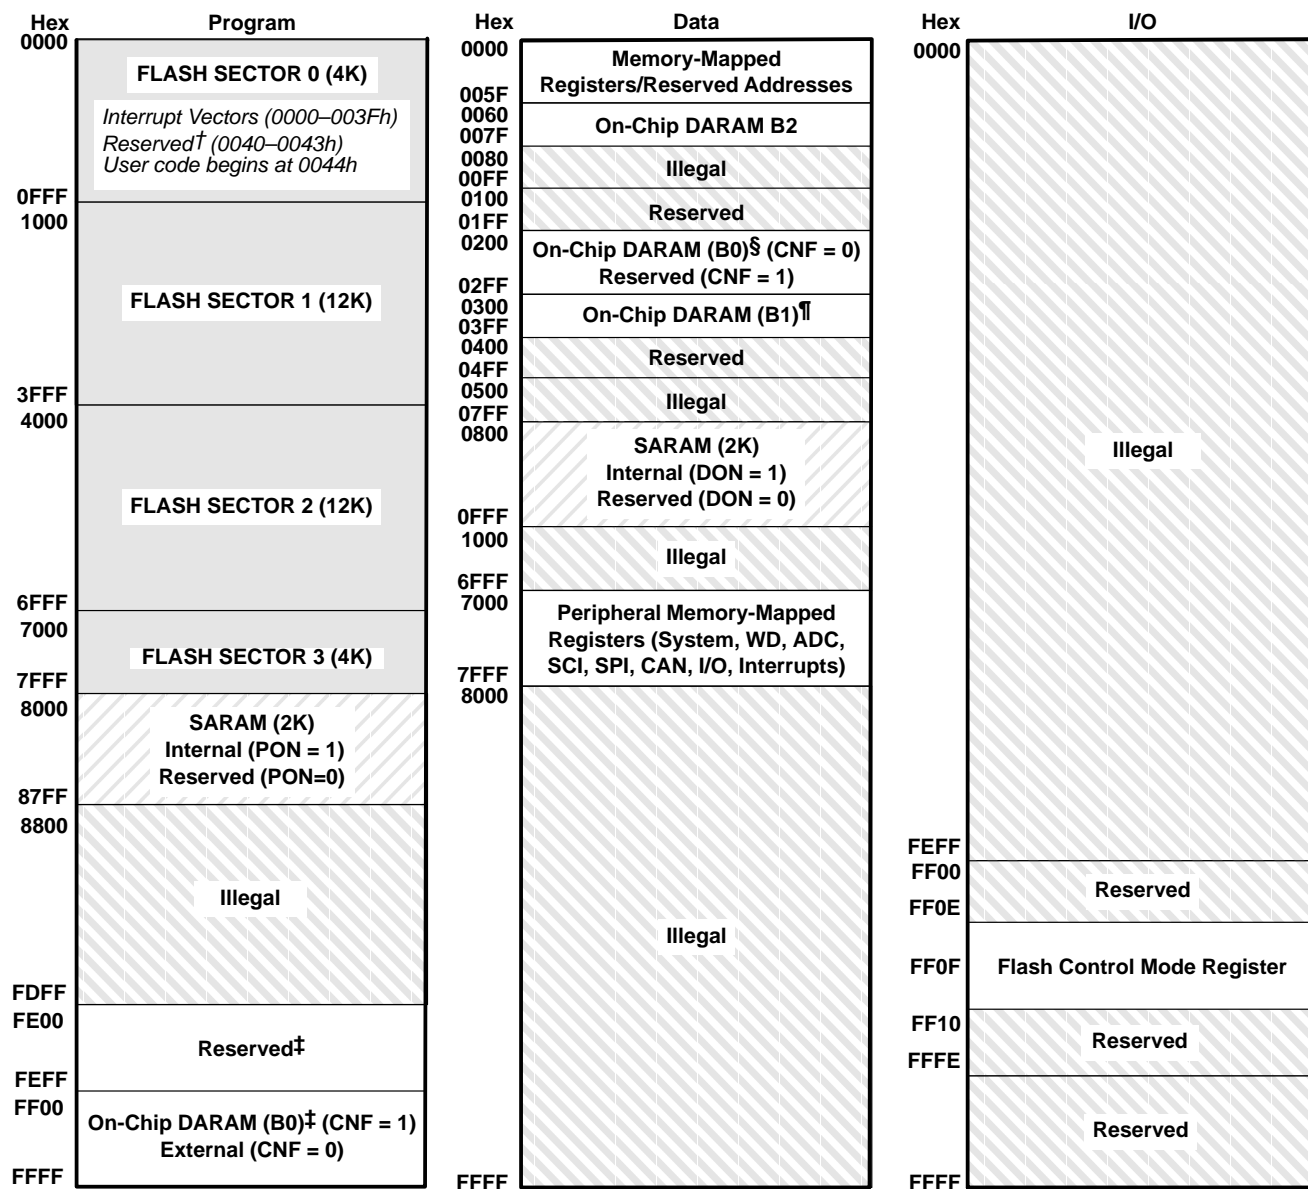 Hex Program
0000
FLASH SECTOR 0 (4K)
Interrupt Vectors (0000–003Fh)
Reserved† (0040–0043h)
User code begins at 0044h
0FFF
1000
FLASH SECTOR 1 (12K)
3FFF
4000
FLASH SECTOR 2 (12K)
6FFF
7000
FLASH SECTOR 3 (4K)
7FFF
8000
SARAM (2K)
Internal (PON = 1)
Reserved (PON=0)
87FF
8800
Illegal
FDFF
FE00
Reserved‡
FEFF
FF00
On-Chip DARAM (B0)‡ (CNF = 1)
External (CNF = 0)
FFFF
Hex Data
0000
Memory-Mapped
Registers/Reserved Addresses
005F
0060
On-Chip DARAM B2
007F
0080
Illegal
00FF
0100
Reserved
01FF
0200
On-Chip DARAM (B0)§ (CNF = 0)
Reserved (CNF = 1)
02FF
0300
On-Chip DARAM (B1)¶
03FF
0400
Reserved
04FF
0500
Illegal
07FF
0800
SARAM (2K)
Internal (DON = 1)
Reserved (DON = 0)
0FFF
1000
Illegal
6FFF
7000
Peripheral Memory-Mapped
Registers (System, WD, ADC,
SCI, SPI, CAN, I/O, Interrupts)
7FFF
8000
Illegal
FFFF
Hex I/O
0000
Illegal
FEFF
FF00
Reserved
FF0E
FF0F Flash Control Mode Register
FF10
Reserved
FFFE
Reserved
FFFF